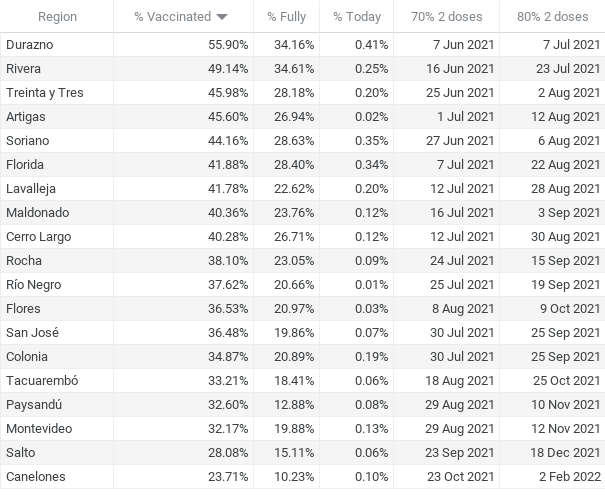 Region % Vaccinated % Fully % Today 70% 2 doses 80% 2 doses
Durazno 55.90% 34.16% 0.41% 7 Jun 2021 7 Jul 2021
Rivera 49.14% 34.61% 0.25% 16 Jun 2021 23 Jul 2021
Treinta y Tres 45.98% 28.18% 0.20% 25 Jun 2021 2 Aug 2021
Artigas 45.60% 26.94% 0.02% 1 Jul 2021 12 Aug 2021
Soriano 44.16% 28.63% 0.35% 27 Jun 2021 6 Aug 2021
Florida 41.88% 28.40% 0.34% 7 Jul 2021 22 Aug 2021
Lavalleja 41.78% 22.62% 0.20% 12 Jul 2021 28 Aug 2021
Maldonado 40.36% 23.76% 0.12% 16 Jul 2021 3 Sep 2021
Cerro Largo 40.28% 26.71% 0.12% 12 Jul 2021 30 Aug 2021
Rocha 38.10% 23.05% 0.09% 24 Jul 2021 15 Sep 2021
Río Negro 37.62% 20.66% 0.01% 25 Jul 2021 19 Sep 2021
Flores 36.53% 20.97% 0.03% 8 Aug 2021 9 Oct 2021
San José 36.48% 19.86% 0.07% 30 Jul 2021 25 Sep 2021
Colonia 34.87% 20.89% 0.19% 30 Jul 2021 25 Sep 2021
Tacuarembó 33.21% 18.41% 0.06% 18 Aug 2021 25 Oct 2021
Paysandú 32.60% 12.88% 0.08% 29 Aug 2021 10 Nov 2021
Montevideo 32.17% 19.88% 0.13% 29 Aug 2021 12 Nov 2021
Salto 28.08% 15.11% 0.06% 23 Sep 2021 18 Dec 2021
Canelones 23.71% 10.23% 0.10% 23 Oct 2021 2 Feb 2022